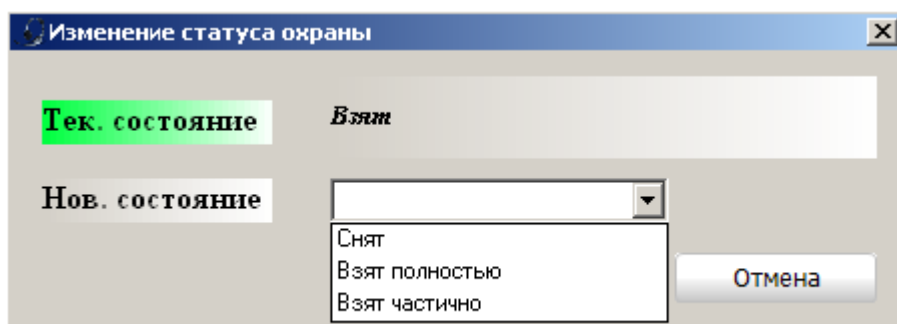 Изменение статуса охраны
Тек. состояние
Взят
Нов. состояние
Снят
Взят полностью
Взят частично
Отмена